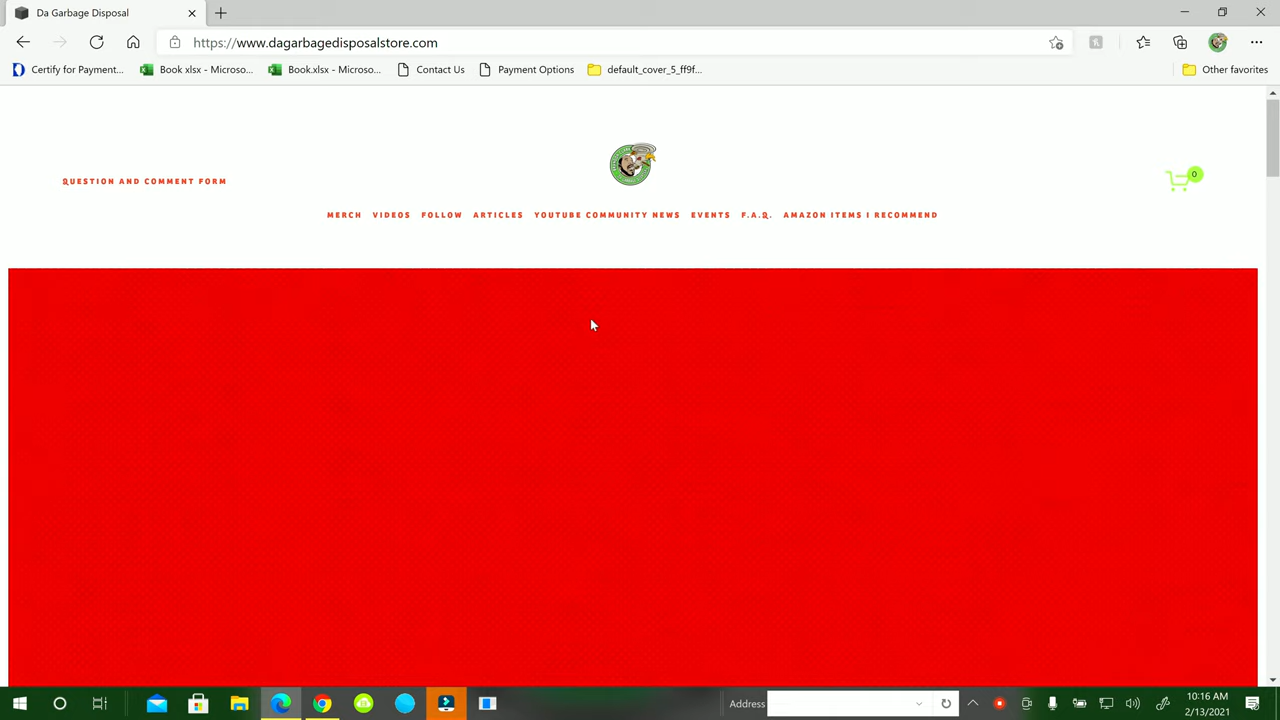 Da Garbage Disposal
https://www.dagarbagedisposalstore.com
Certify for Payment...
Book xlsx - Microso...
Book.xlsx - Microso...
Contact Us
Payment Options
default_cover_5_ff9f...
Other favorites
QUESTION AND COMMENT FORM
0
MERCH VIDEOS FOLLOW ARTICLES YOUTUBE COMMUNITY NEWS EVENTS F.A.Q. AMAZON ITEMS I RECOMMEND
Address
10:16 AM
2/13/2021